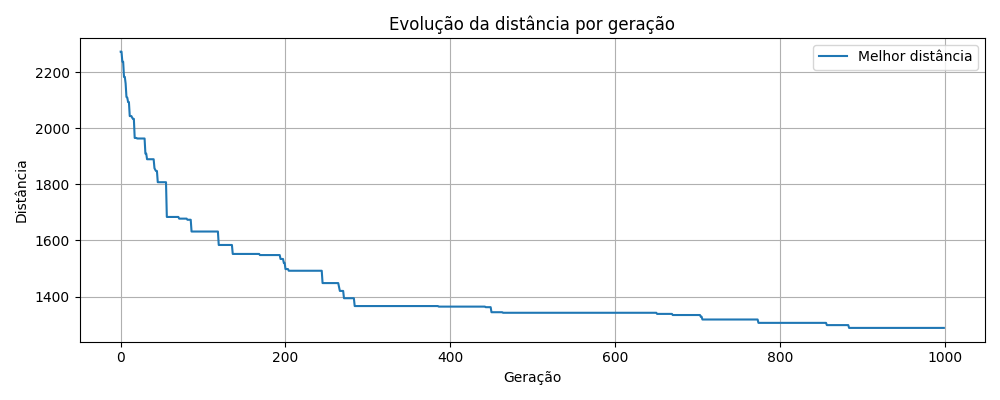 Evolução da distância por geração
Melhor distância
Distância
2200
2000
1800
1600
1400
0 200 400 600 800 1000
Geração